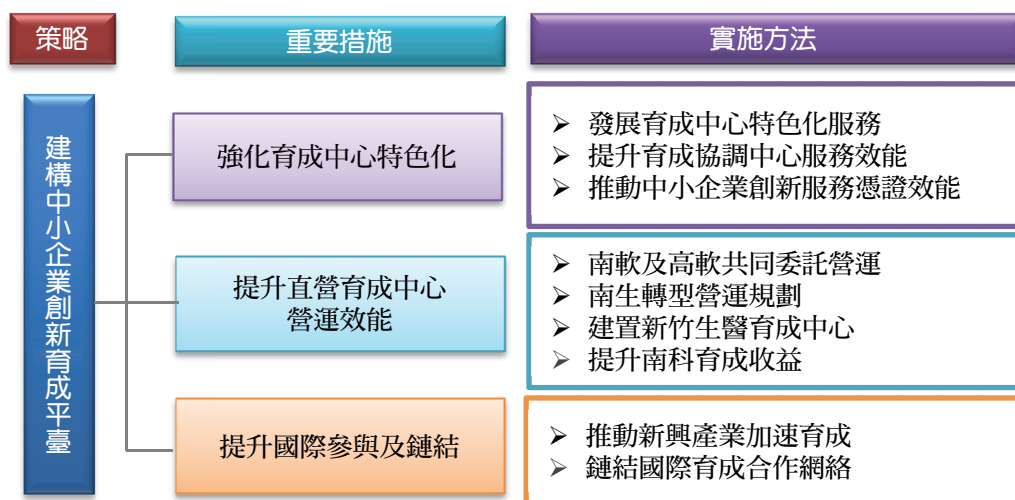 策略
重要措施
實施方法
建構中小企業創新育成平臺
強化育成中心特色化
➢ 發展育成中心特色化服務
➢ 提升育成協調中心服務效能
➢ 推動中小企業創新服務憑證效能
提升直營育成中心
營運效能
➢ 南軟及高軟共同委託營運
➢ 南生轉型營運規劃
➢ 建置新竹生醫育成中心
➢ 提升南科育成收益
提升國際參與及鏈結
➢ 推動新興產業加速育成
➢ 鏈結國際育成合作網絡